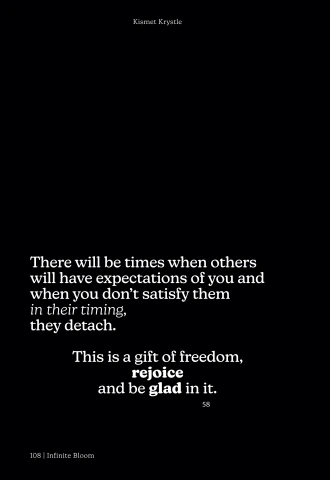 Kismet Krystle
There will be times when others
will have expectations of you and
when you don't satisfy them
in their timing,
they detach.
This is a gift of freedom,
rejoice
and be glad in it.
58
108 | Infinite Bloom